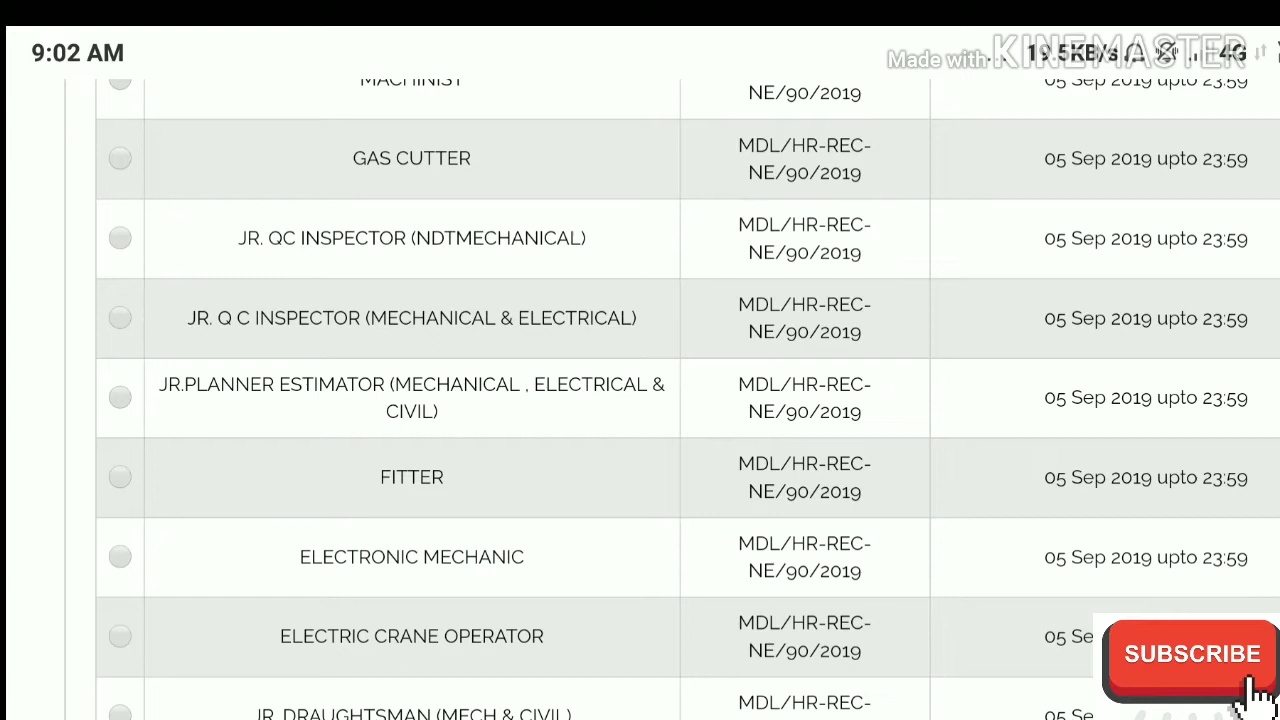 9:02 AM
Made with KINEMASTER
19.5KB/s 4G
MACHINIST
NE/90/2019
05 Sep 2019 upto 23:59
GAS CUTTER
MDL/HR-REC-
NE/90/2019
05 Sep 2019 upto 23:59
JR. QC INSPECTOR (NDTMECHANICAL)
MDL/HR-REC-
NE/90/2019
05 Sep 2019 upto 23:59
JR. Q C INSPECTOR (MECHANICAL & ELECTRICAL)
MDL/HR-REC-
NE/90/2019
05 Sep 2019 upto 23:59
JR.PLANNER ESTIMATOR (MECHANICAL , ELECTRICAL &
CIVIL)
MDL/HR-REC-
NE/90/2019
05 Sep 2019 upto 23:59
FITTER
MDL/HR-REC-
NE/90/2019
05 Sep 2019 upto 23:59
ELECTRONIC MECHANIC
MDL/HR-REC-
NE/90/2019
05 Sep 2019 upto 23:59
ELECTRIC CRANE OPERATOR
MDL/HR-REC-
NE/90/2019
05 Se
SUBSCRIBE
JR. DRAUGHTSMAN (MECH & CIVIL)
MDL/HR-REC-
05 Se